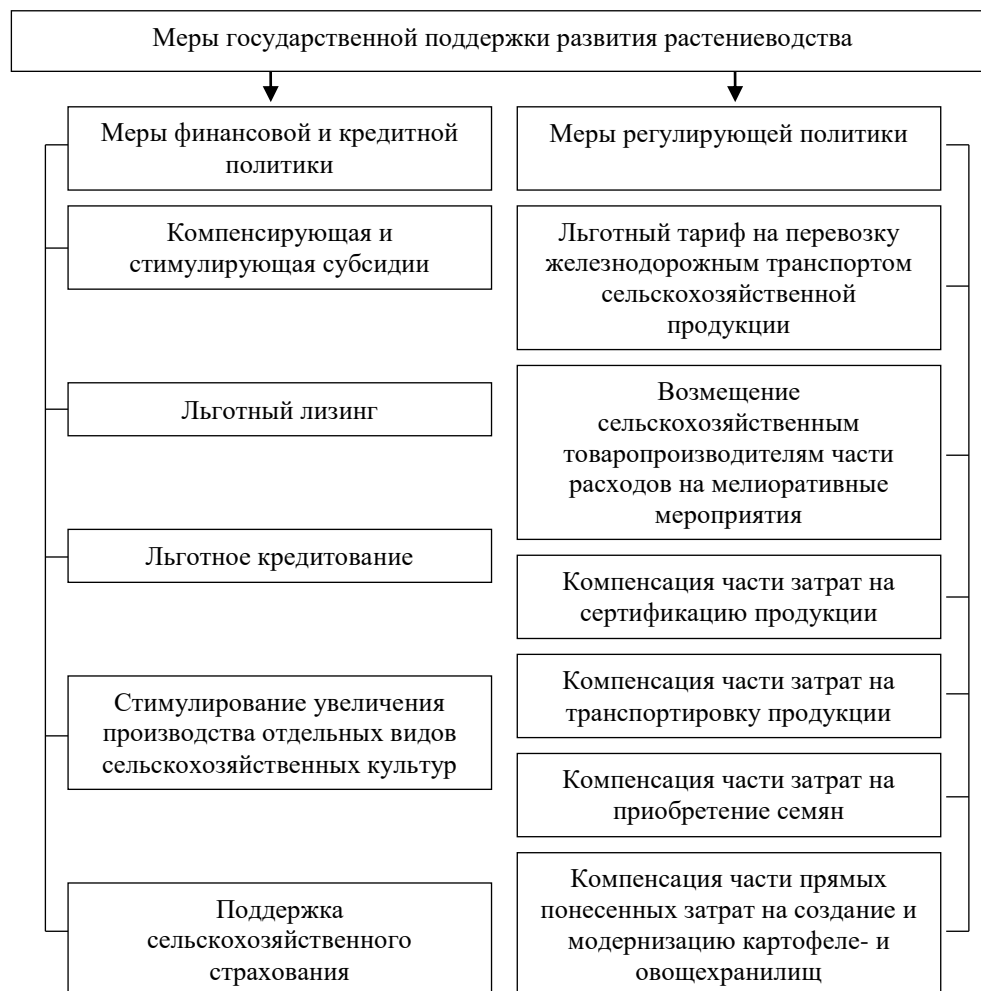 Меры государственной поддержки развития растениеводства
Меры финансовой и кредитной
политики
Компенсирующая и
стимулирующая субсидии
Льготный лизинг
Льготное кредитование
Стимулирование увеличения
производства отдельных видов
сельскохозяйственных культур
Поддержка
сельскохозяйственного
страхования
Меры регулирующей политики
Льготный тариф на перевозку
железнодорожным транспортом
сельскохозяйственной
продукции
Возмещение
сельскохозяйственным
товаропроизводителям части
расходов на мелиоративные
мероприятия
Компенсация части затрат на
сертификацию продукции
Компенсация части затрат на
транспортировку продукции
Компенсация части затрат на
приобретение семян
Компенсация части прямых
понесенных затрат на создание и
модернизацию картофеле- и
овощехранилищ